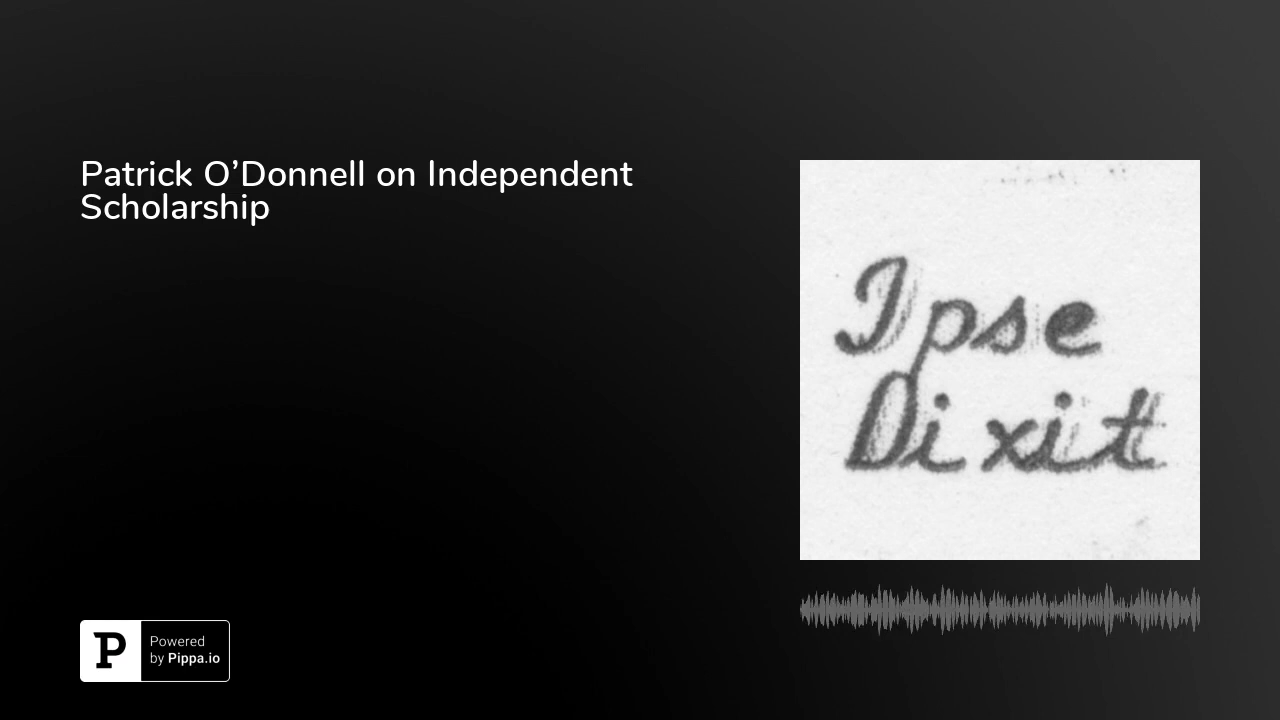 Patrick O’Donnell on Independent
Scholarship
Ipse
Dixit
P
Powered
by Pippa.io